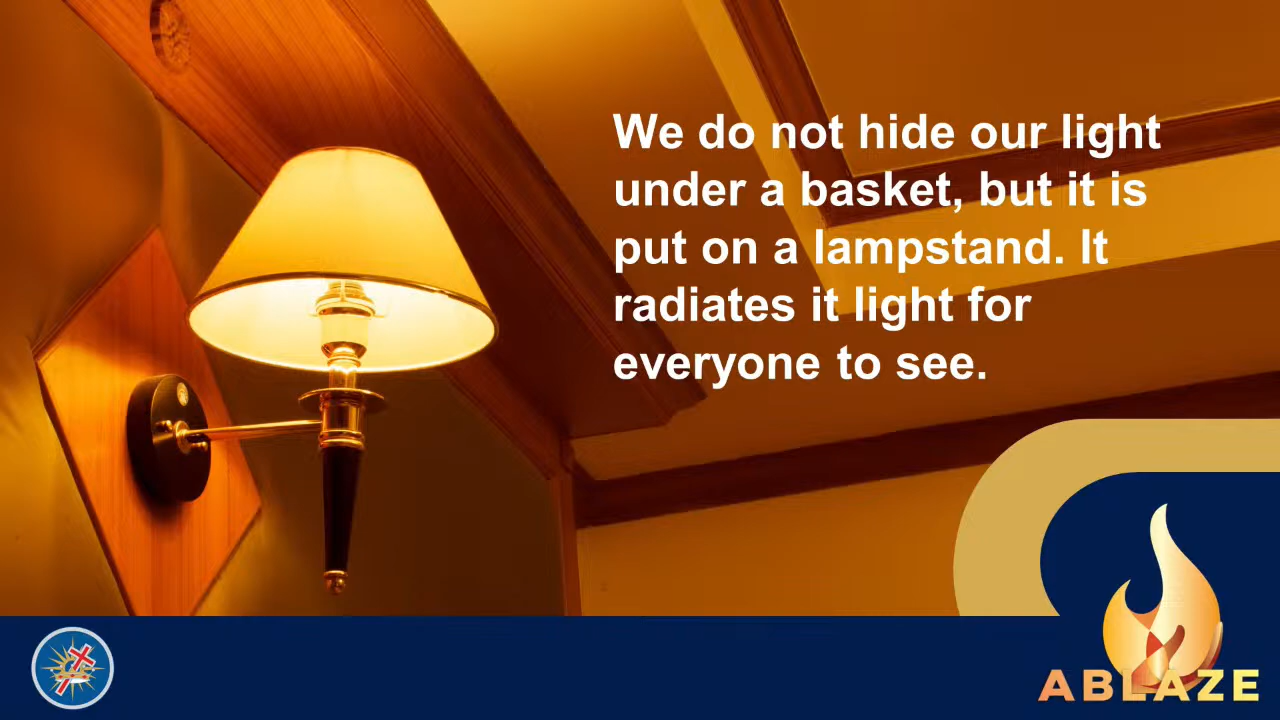 We do not hide our light
under a basket, but it is
put on a lampstand. It
radiates it light for
everyone to see.
ABLAZE